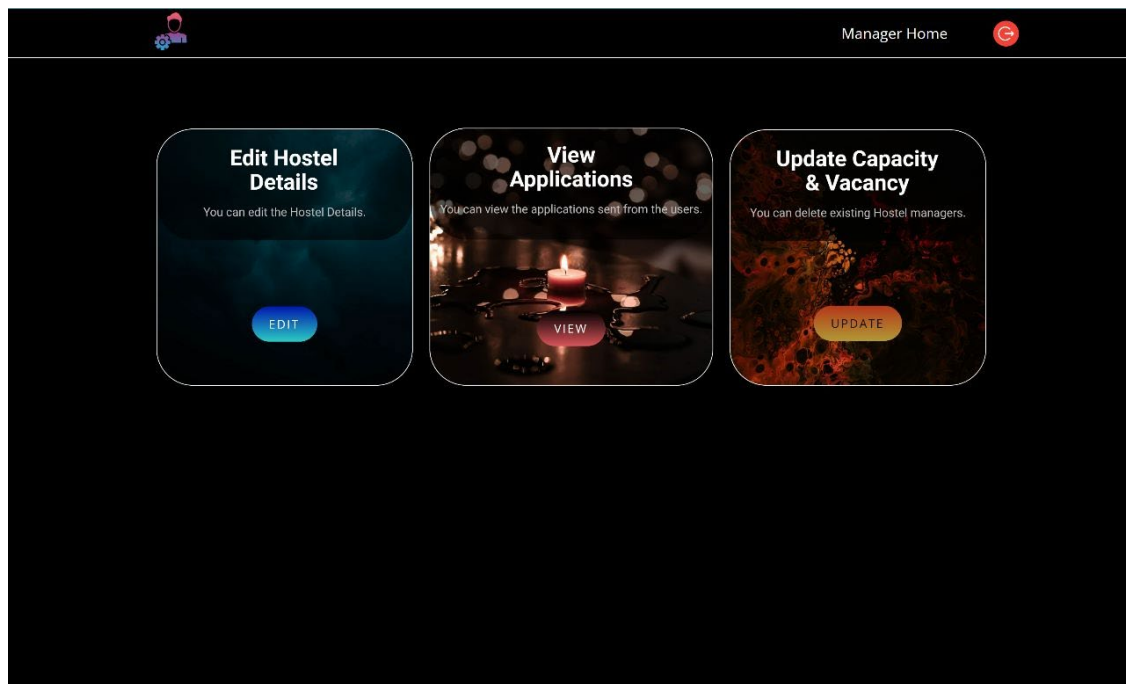 Manager Home
Edit Hostel
Details
You can edit the Hostel Details.
EDIT
View
Applications
You can view the applications sent from the users.
VIEW
Update Capacity
& Vacancy
You can delete existing Hostel managers.
UPDATE